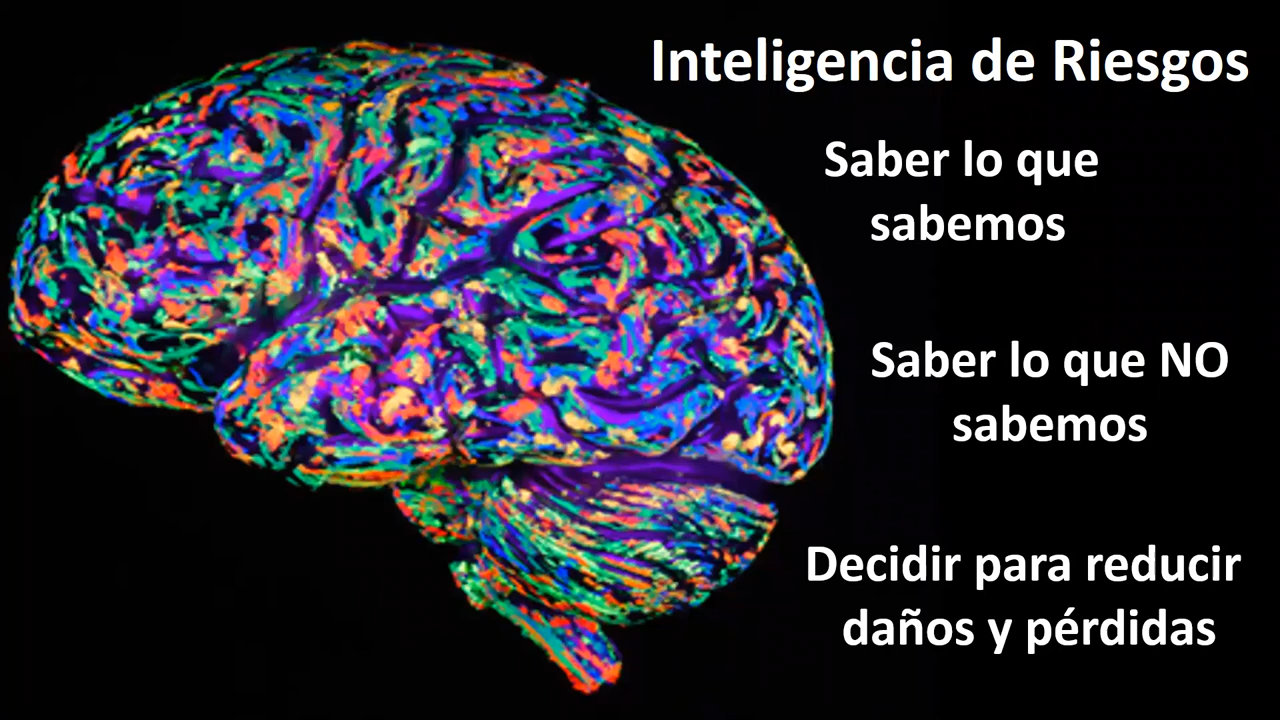 Inteligencia de Riesgos
Saber lo que
sabemos
Saber lo que NO
sabemos
Decidir para reducir
daños y pérdidas